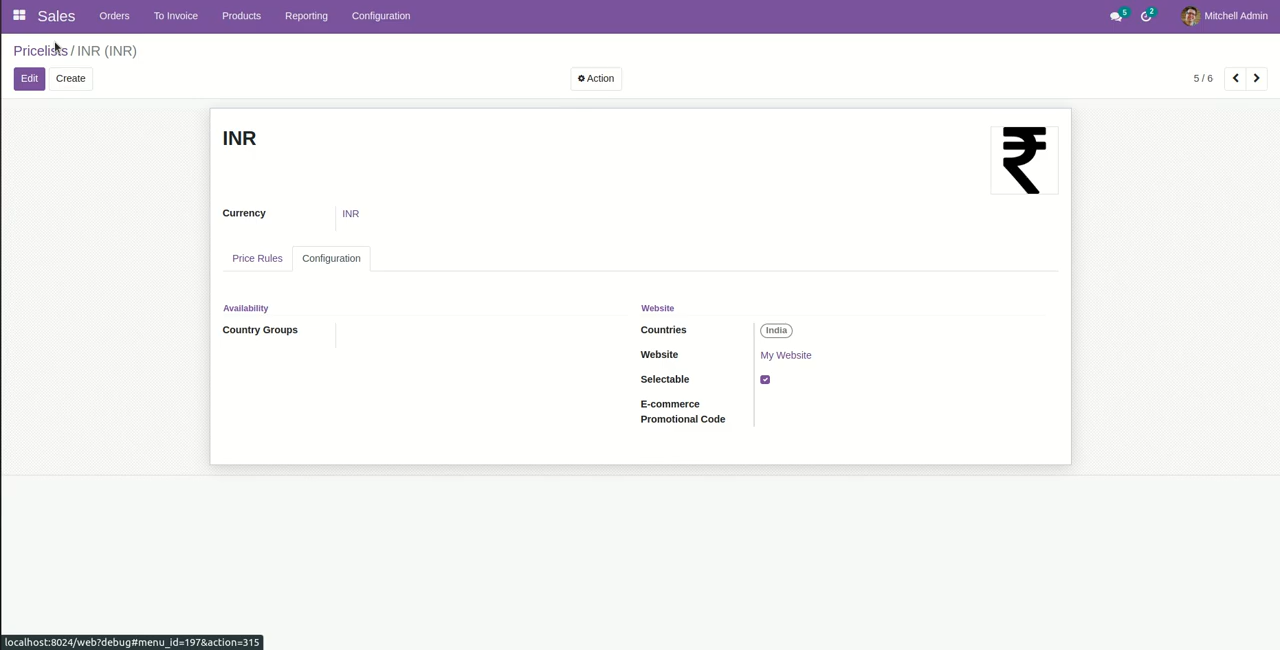 Sales Orders To Invoice Products Reporting Configuration 5 2 Mitchell Admin
Pricelists / INR (INR)
Edit Create Action 5 / 6
INR
₹
Currency INR
Price Rules Configuration
Availability Website
Country Groups Countries India
Website My Website
Selectable
E-commerce
Promotional Code
localhost:8024/web?debug#menu_id=197&action=315